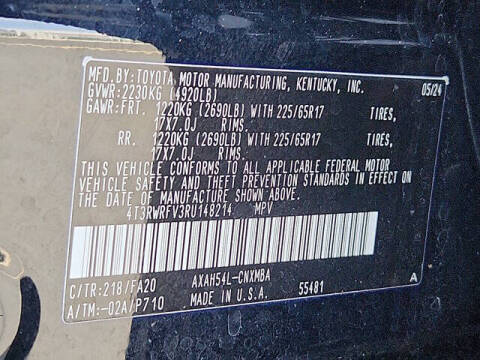 MFD.BY:TOYOTA MOTOR MANUFACTURING, KENTUCKY, INC. 05/24
GVWR:2230KG (4920LB)
GAWR:FRT. 1220KG (2690LB) WITH 225/65R17 TIRES,
17X7.0J RIMS.
RR. 1220KG (2690LB) WITH 225/65R17 TIRES,
17X7.0J RIMS.
THIS VEHICLE CONFORMS TO ALL APPLICABLE FEDERAL MOTOR
VEHICLE SAFETY AND THEFT PREVENTION STANDARDS IN EFFECT ON
THE DATE OF MANUFACTURE SHOWN ABOVE.
4T3RWRFV3RU148214 MPV
C/TR:218/FA20 AXAH54L-CNXMBA A
A/TM:-02A/P710 MADE IN U.S.A. 55481